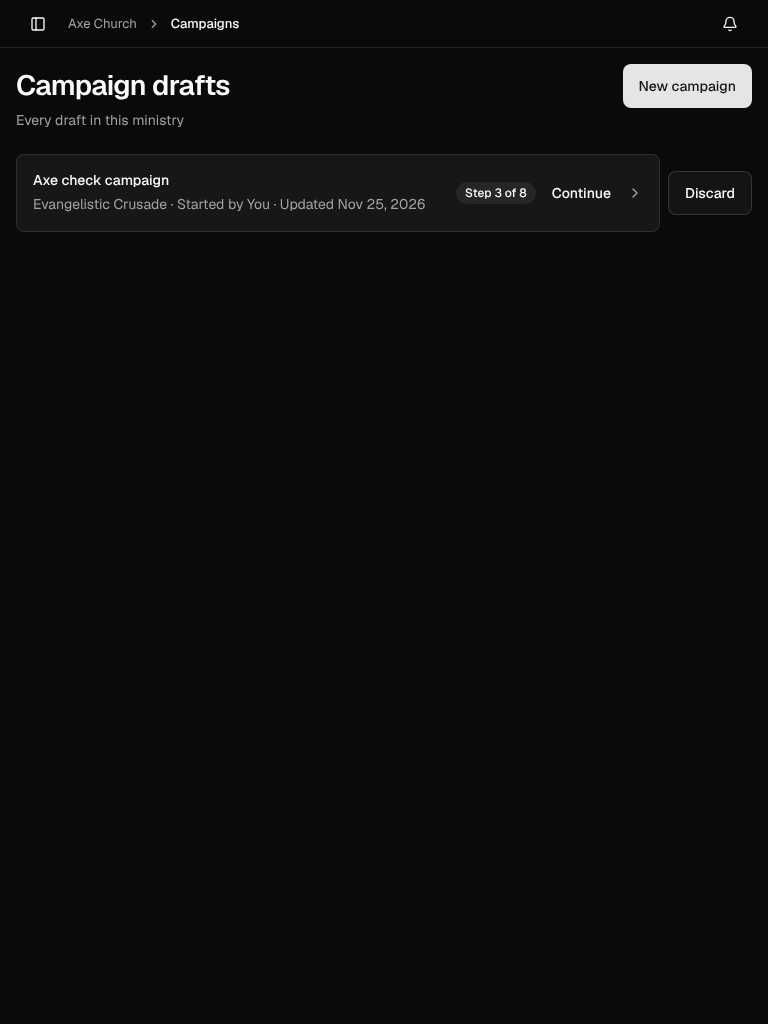 Axe Church > Campaigns
Campaign drafts
New campaign
Every draft in this ministry
Axe check campaign
Evangelistic Crusade · Started by You · Updated Nov 25, 2026
Step 3 of 8
Continue
Discard